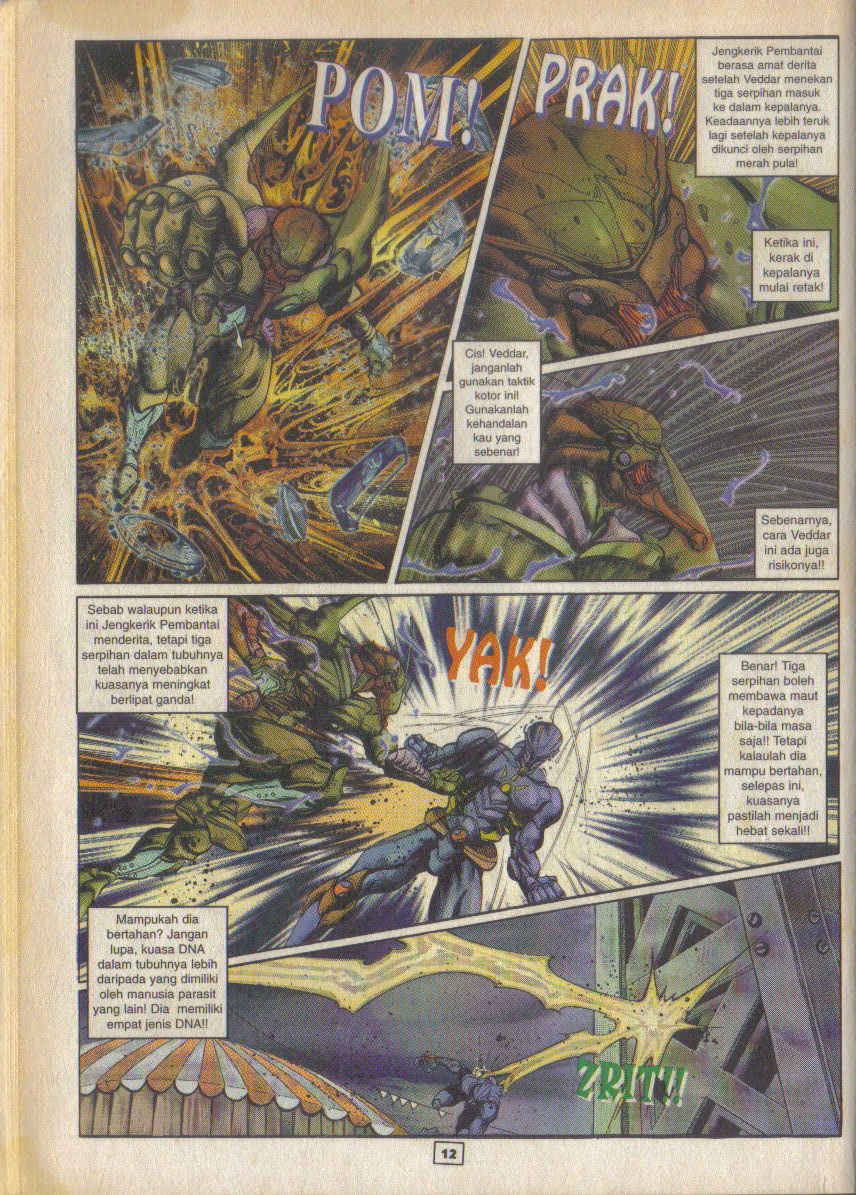 POM!
PRAK!
Jengkerik Pembantai
berasa amat derita
setelah Veddar menekan
tiga serpihan masuk
ke dalam kepalanya.
Keadaannya lebih teruk
lagi setelah kepalanya
dikunci oleh serpihan
merah pula!
Ketika ini,
kerak di
kepalanya
mulai retak!
Cis! Veddar,
janganlah
gunakan taktik
kotor ini!
Gunakanlah
kehandalan
kau yang
sebenar!
Sebenarnya,
cara Veddar
ini ada juga
risikonya!!
Sebab walaupun ketika
ini Jengkerik Pembantai
menderita, tetapi tiga
serpihan dalam tubuhnya
telah menyebabkan
kuasanya meningkat
berlipat ganda!
YAK!
Benar! Tiga
serpihan boleh
membawa maut
kepadanya
bila-bila masa
saja!! Tetapi
kalaulah dia
mampu bertahan,
selepas ini,
kuasanya
pastilah menjadi
hebat sekali!!
Mampukah dia
bertahan? Jangan
lupa, kuasa DNA
dalam tubuhnya lebih
daripada yang dimiliki
oleh manusia parasit
yang lain! Dia memiliki
empat jenis DNA!!
ZRIT!!
12